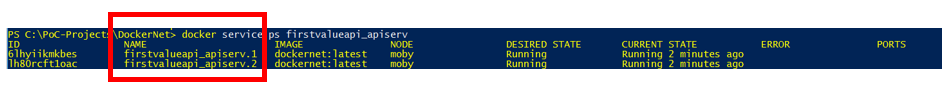 PS C:\PoC-Projects\DockerNet> docker service ps firstvalueapi_apiserv
ID NAME IMAGE NODE DESIRED STATE CURRENT STATE ERROR PORTS
6lhyiikmkbes firstvalueapi_apiserv.1 dockernet:latest moby Running Running 2 minutes ago
lh80rcft1oac firstvalueapi_apiserv.2 dockernet:latest moby Running Running 2 minutes ago